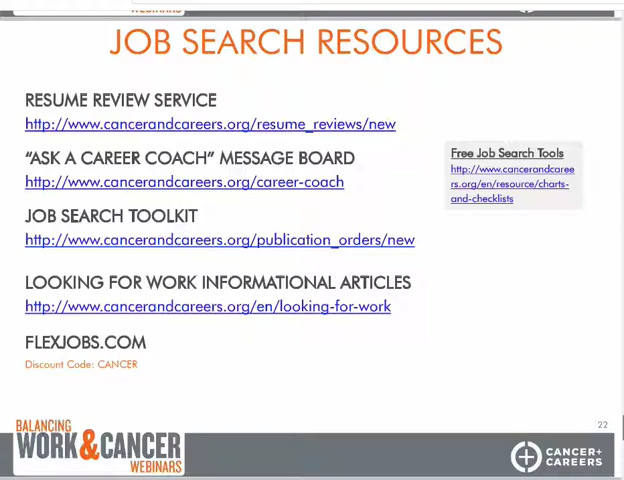 WEBINARS
JOB SEARCH RESOURCES
RESUME REVIEW SERVICE
http://www.cancerandcareers.org/resume_reviews/new
“ASK A CAREER COACH” MESSAGE BOARD
http://www.cancerandcareers.org/career-coach
JOB SEARCH TOOLKIT
http://www.cancerandcareers.org/publication_orders/new
LOOKING FOR WORK INFORMATIONAL ARTICLES
http://www.cancerandcareers.org/en/looking-for-work
FLEXJOBS.COM
Discount Code: CANCER
Free Job Search Tools
http://www.cancerandcaree
rs.org/en/resource/charts-
and-checklists
22
BALANCING
WORK&CANCER
WEBINARS
CANCER+
CAREERS